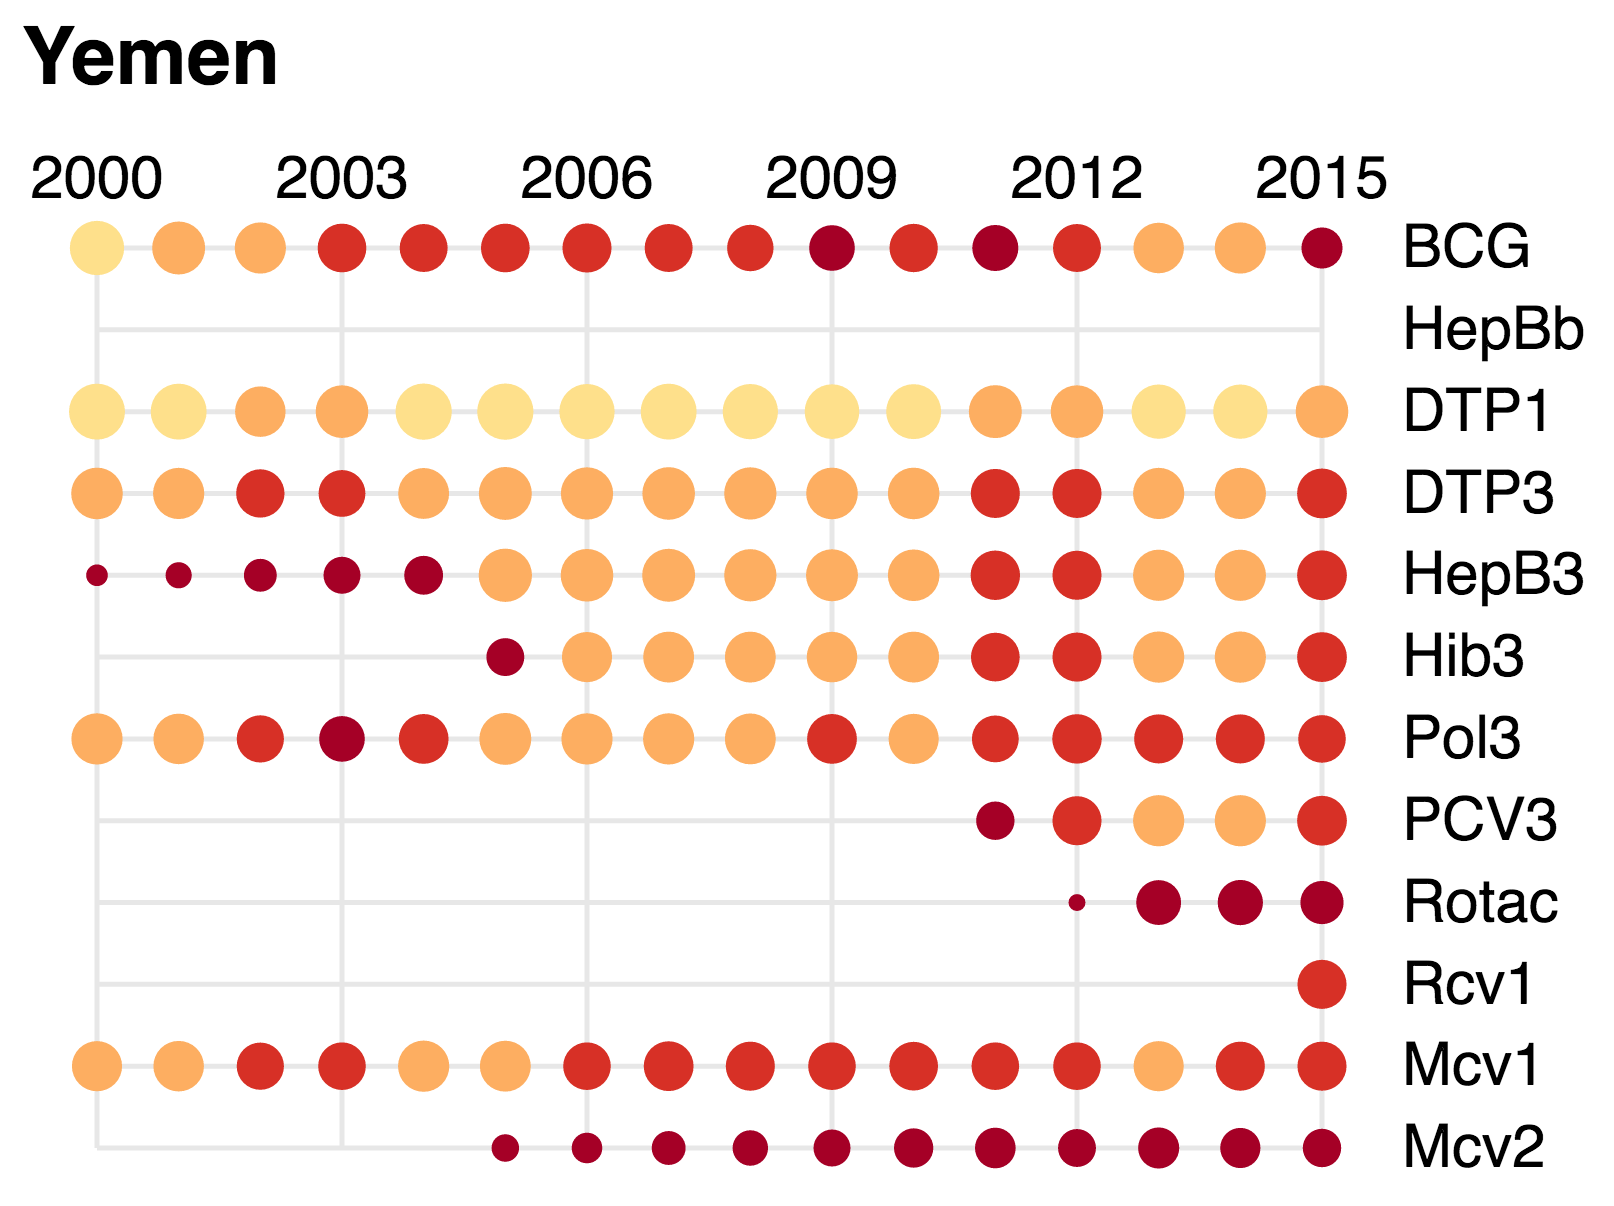 Yemen
2000 2003 2006 2009 2012 2015
BCG
HepBb
DTP1
DTP3
HepB3
Hib3
Pol3
PCV3
Rotac
Rcv1
Mcv1
Mcv2